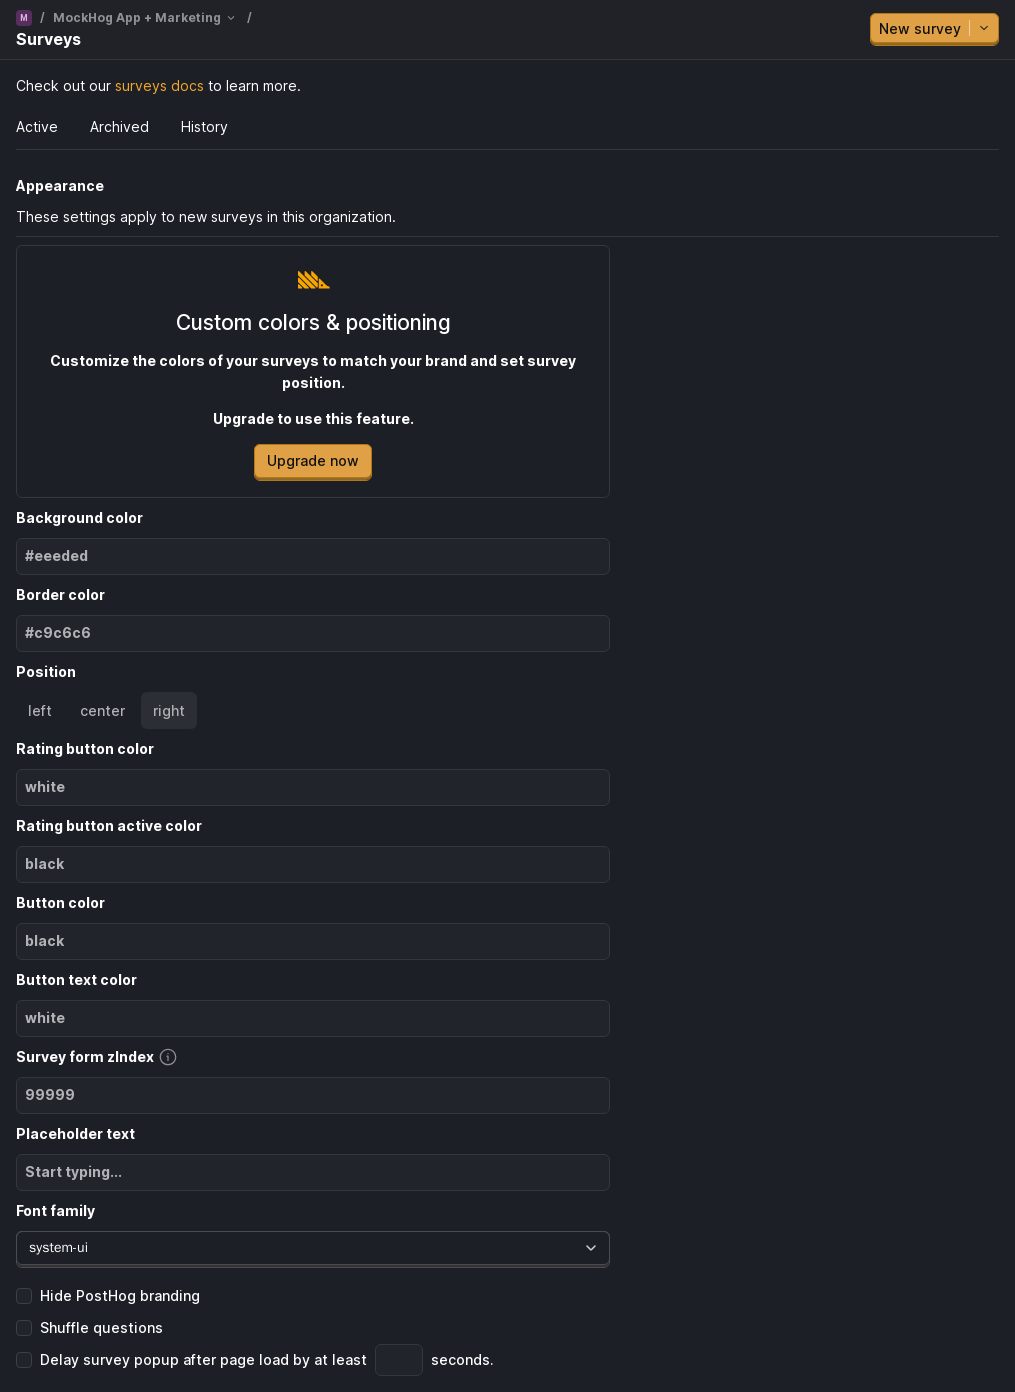 M / MockHog App + Marketing /
Surveys
New survey
Check out our surveys docs to learn more.
Active Archived History
Appearance
These settings apply to new surveys in this organization.
Custom colors & positioning
Customize the colors of your surveys to match your brand and set survey
position.
Upgrade to use this feature.
Upgrade now
Background color
#eeeded
Border color
#c9c6c6
Position
left center right
Rating button color
white
Rating button active color
black
Button color
black
Button text color
white
Survey form zIndex
99999
Placeholder text
Start typing...
Font family
system-ui
Hide PostHog branding
Shuffle questions
Delay survey popup after page load by at least seconds.